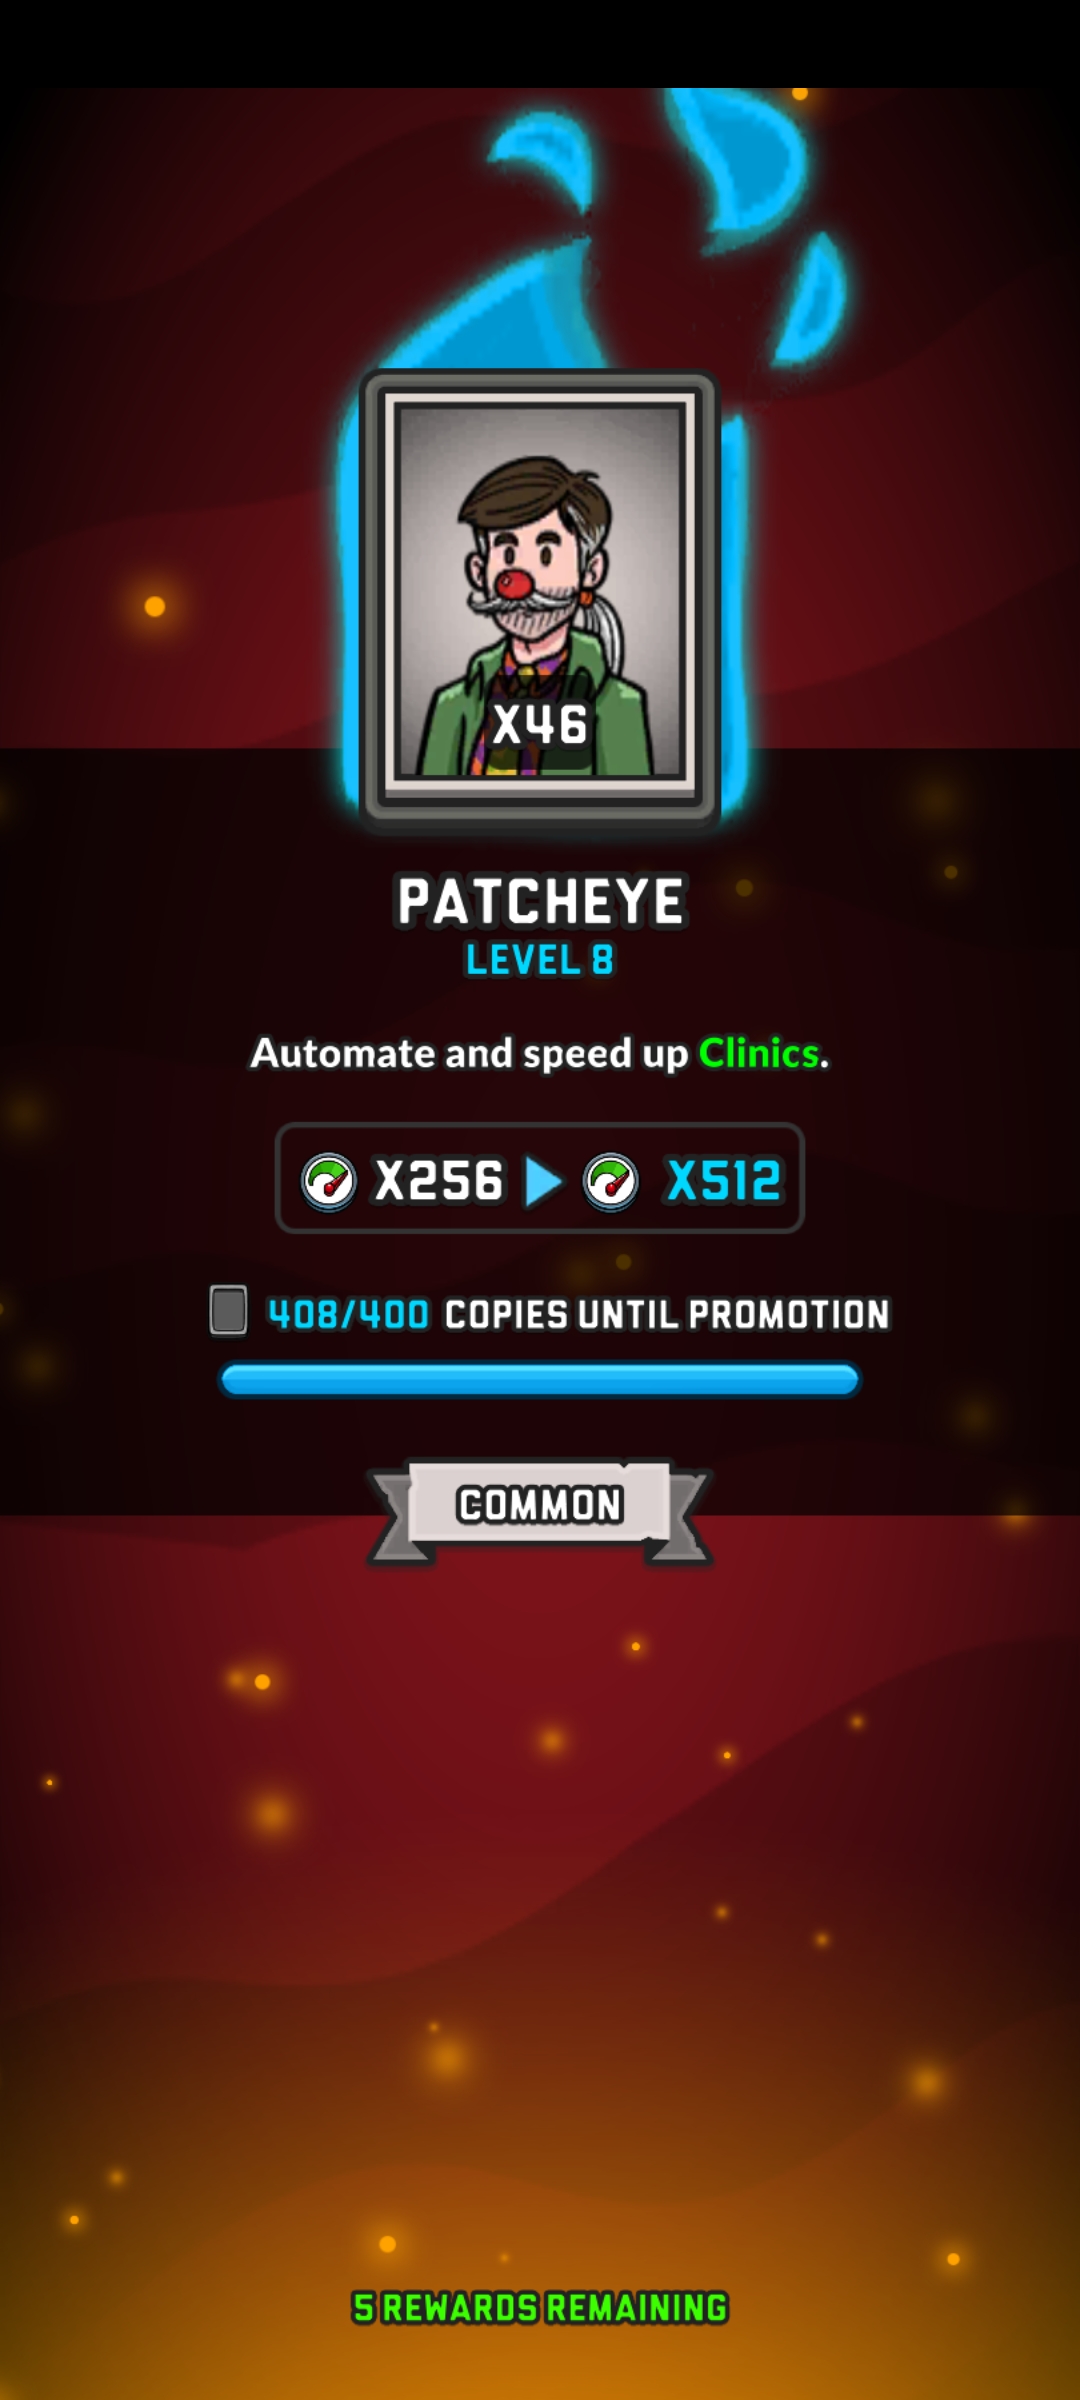 X46
PATCHEYE
LEVEL 8
Automate and speed up Clinics.
X256 X512
408/400 COPIES UNTIL PROMOTION
COMMON
5 REWARDS REMAINING